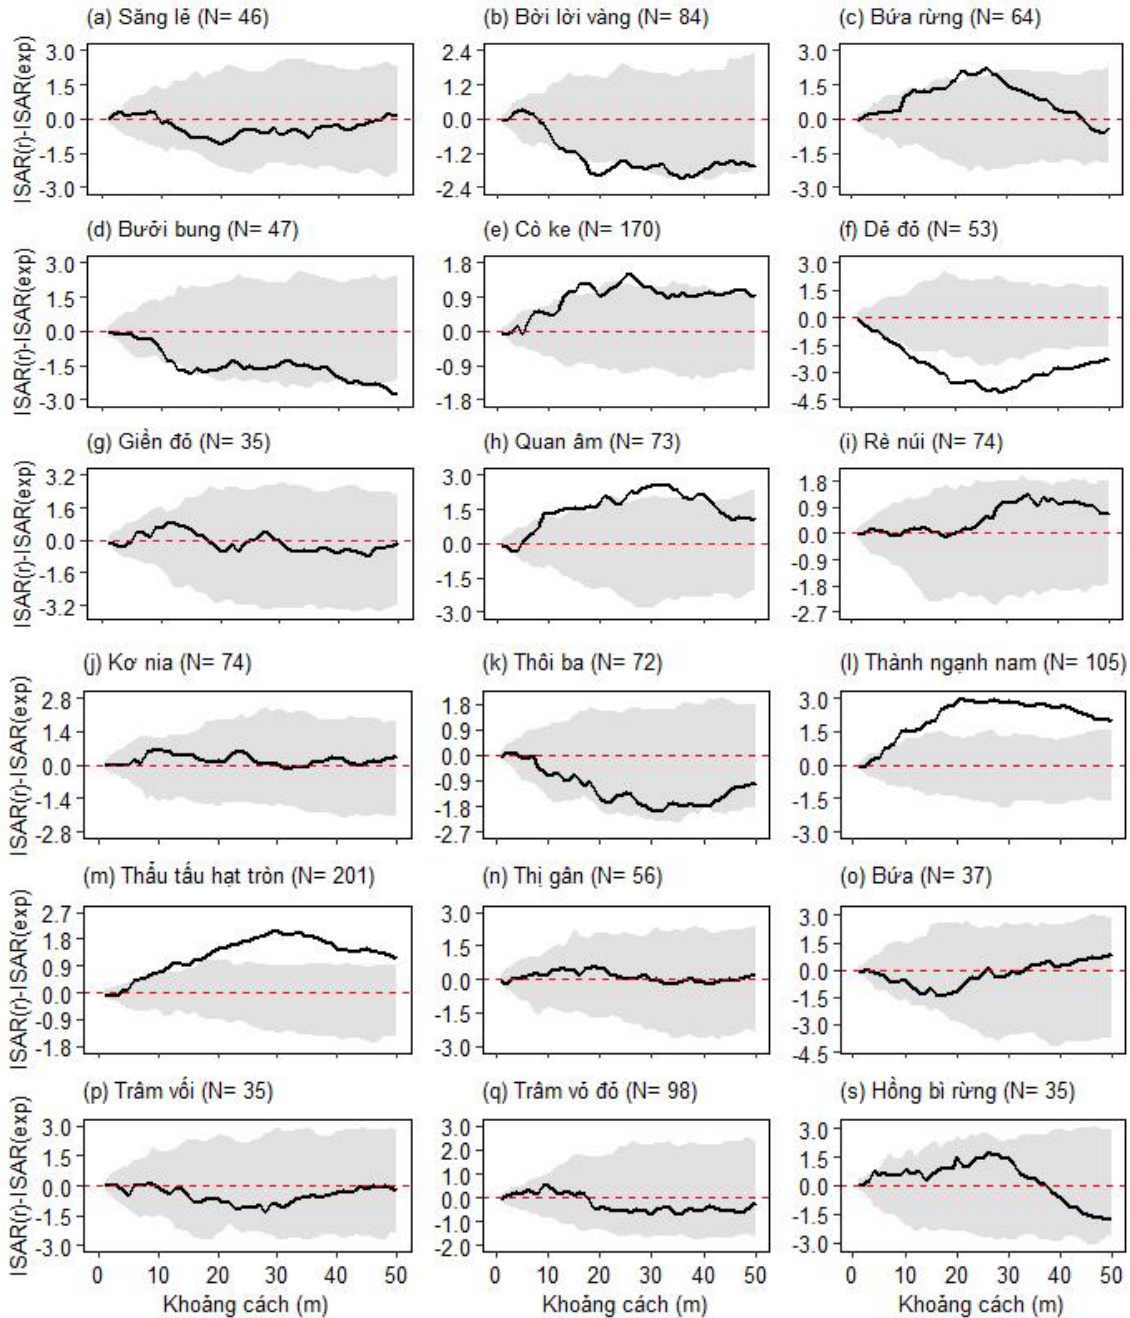 (a) Săng lẻ (N= 46) (b) Bời lời vàng (N= 84) (c) Bứa rừng (N= 64)
ISAR(r)-ISAR(exp)
3.0 1.5 0.0 -1.5 -3.0
2.4 1.2 0.0 -1.2 -2.4
3.0 1.5 0.0 -1.5 -3.0
(d) Bưởi bung (N= 47) (e) Cò ke (N= 170) (f) Dẻ đỏ (N= 53)
ISAR(r)-ISAR(exp)
3.0 1.5 0.0 -1.5 -3.0
1.8 0.9 0.0 -0.9 -1.8
3.0 1.5 0.0 -1.5 -3.0 -4.5
(g) Giền đỏ (N= 35) (h) Quan âm (N= 73) (i) Rè núi (N= 74)
ISAR(r)-ISAR(exp)
3.2 1.6 0.0 -1.6 -3.2
3.0 1.5 0.0 -1.5 -3.0
1.8 0.9 0.0 -0.9 -1.8 -2.7
(j) Kơ nia (N= 74) (k) Thôi ba (N= 72) (l) Thành ngạnh nam (N= 105)
ISAR(r)-ISAR(exp)
2.8 1.4 0.0 -1.4 -2.8
1.8 0.9 0.0 -0.9 -1.8 -2.7
3.0 1.5 0.0 -1.5 -3.0
(m) Thẩu tấu hạt tròn (N= 201) (n) Thị gân (N= 56) (o) Bứa (N= 37)
ISAR(r)-ISAR(exp)
2.7 1.8 0.9 0.0 -0.9 -1.8
3.0 1.5 0.0 -1.5 -3.0
3.0 1.5 0.0 -1.5 -3.0 -4.5
(p) Trâm vối (N= 35) (q) Trâm vỏ đỏ (N= 98) (s) Hồng bì rừng (N= 35)
ISAR(r)-ISAR(exp)
3.0 1.5 0.0 -1.5 -3.0
3.0 2.0 1.0 0.0 -1.0 -2.0
3.0 1.5 0.0 -1.5 -3.0
0 10 20 30 40 50 0 10 20 30 40 50 0 10 20 30 40 50
Khoảng cách (m) Khoảng cách (m) Khoảng cách (m)